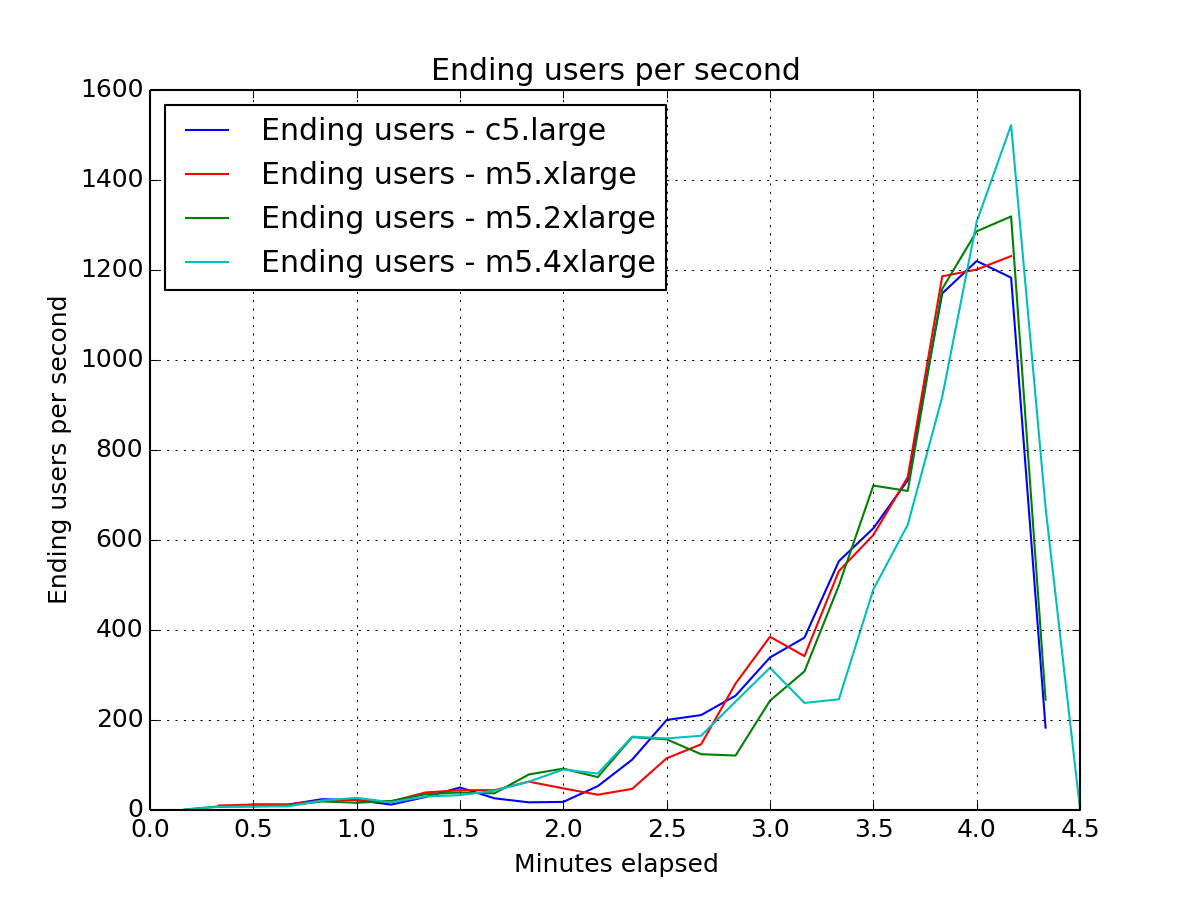 Ending users per second
1600
1400
1200
1000
800
600
400
200
0
Ending users per second
Ending users - c5.large
Ending users - m5.xlarge
Ending users - m5.2xlarge
Ending users - m5.4xlarge
0.0 0.5 1.0 1.5 2.0 2.5 3.0 3.5 4.0 4.5
Minutes elapsed